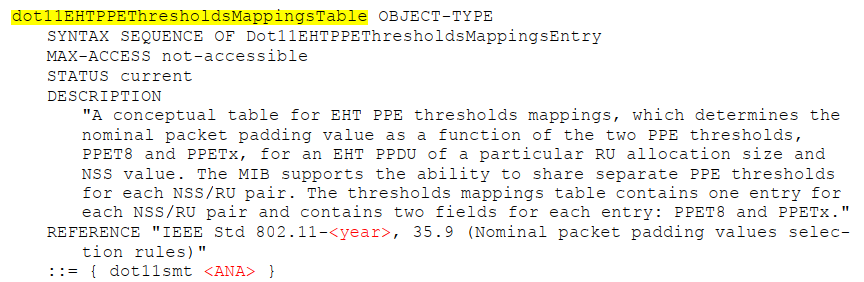 dot11EHTPPEThresholdsMappingsTable OBJECT-TYPE
SYNTAX SEQUENCE OF Dot11EHTPPEThresholdsMappingsEntry
MAX-ACCESS not-accessible
STATUS current
DESCRIPTION
"A conceptual table for EHT PPE thresholds mappings, which determines the
nominal packet padding value as a function of the two PPE thresholds,
PPET8 and PPETx, for an EHT PPDU of a particular RU allocation size and
NSS value. The MIB supports the ability to share separate PPE thresholds
for each NSS/RU pair. The thresholds mappings table contains one entry for
each NSS/RU pair and contains two fields for each entry: PPET8 and PPETx."
REFERENCE "IEEE Std 802.11-<year>, 35.9 (Nominal packet padding values selec-
tion rules)"
::= { dot11smt <ANA> }